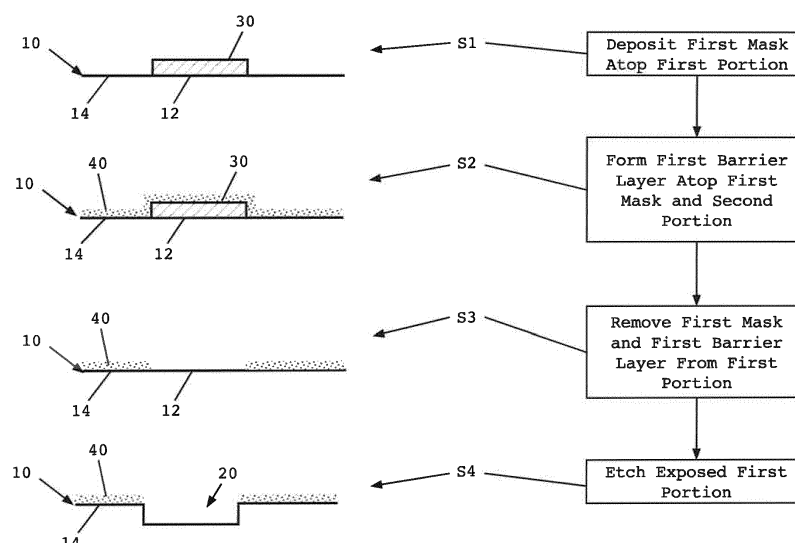 10
30
14
12
S1
Deposit First Mask
Atop First Portion
40
30
10
14
12
S2
Form First Barrier
Layer Atop First
Mask and Second
Portion
40
10
14
12
S3
Remove First Mask
and First Barrier
Layer From First
Portion
40
20
10
14
S4
Etch Exposed First
Portion